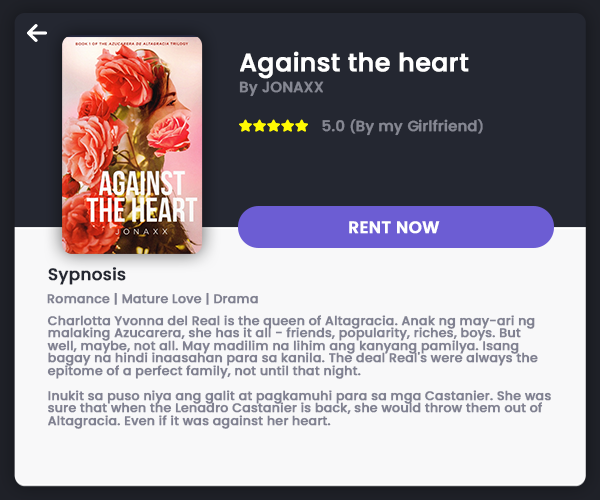 BOOK 1 OF THE AZUCARERA DE ALTAGRACIA TRILOGY
AGAINST
THE HEART
JONAXX
Against the heart
By JONAXX
5.0 (By my Girlfriend)
RENT NOW
Sypnosis
Romance | Mature Love | Drama
Charlotta Yvonna del Real is the queen of Altagracia. Anak ng may-ari ng
malaking Azucarera, she has it all - friends, popularity, riches, boys. But
well, maybe, not all. May madilim na lihim ang kanyang pamilya. Isang
bagay na hindi inaasahan para sa kanila. The deal Real's were always the
epitome of a perfect family, not until that night.
Inukit sa puso niya ang galit at pagkamuhi para sa mga Castanier. She was
sure that when the Lenadro Castanier is back, she would throw them out of
Altagracia. Even if it was against her heart.